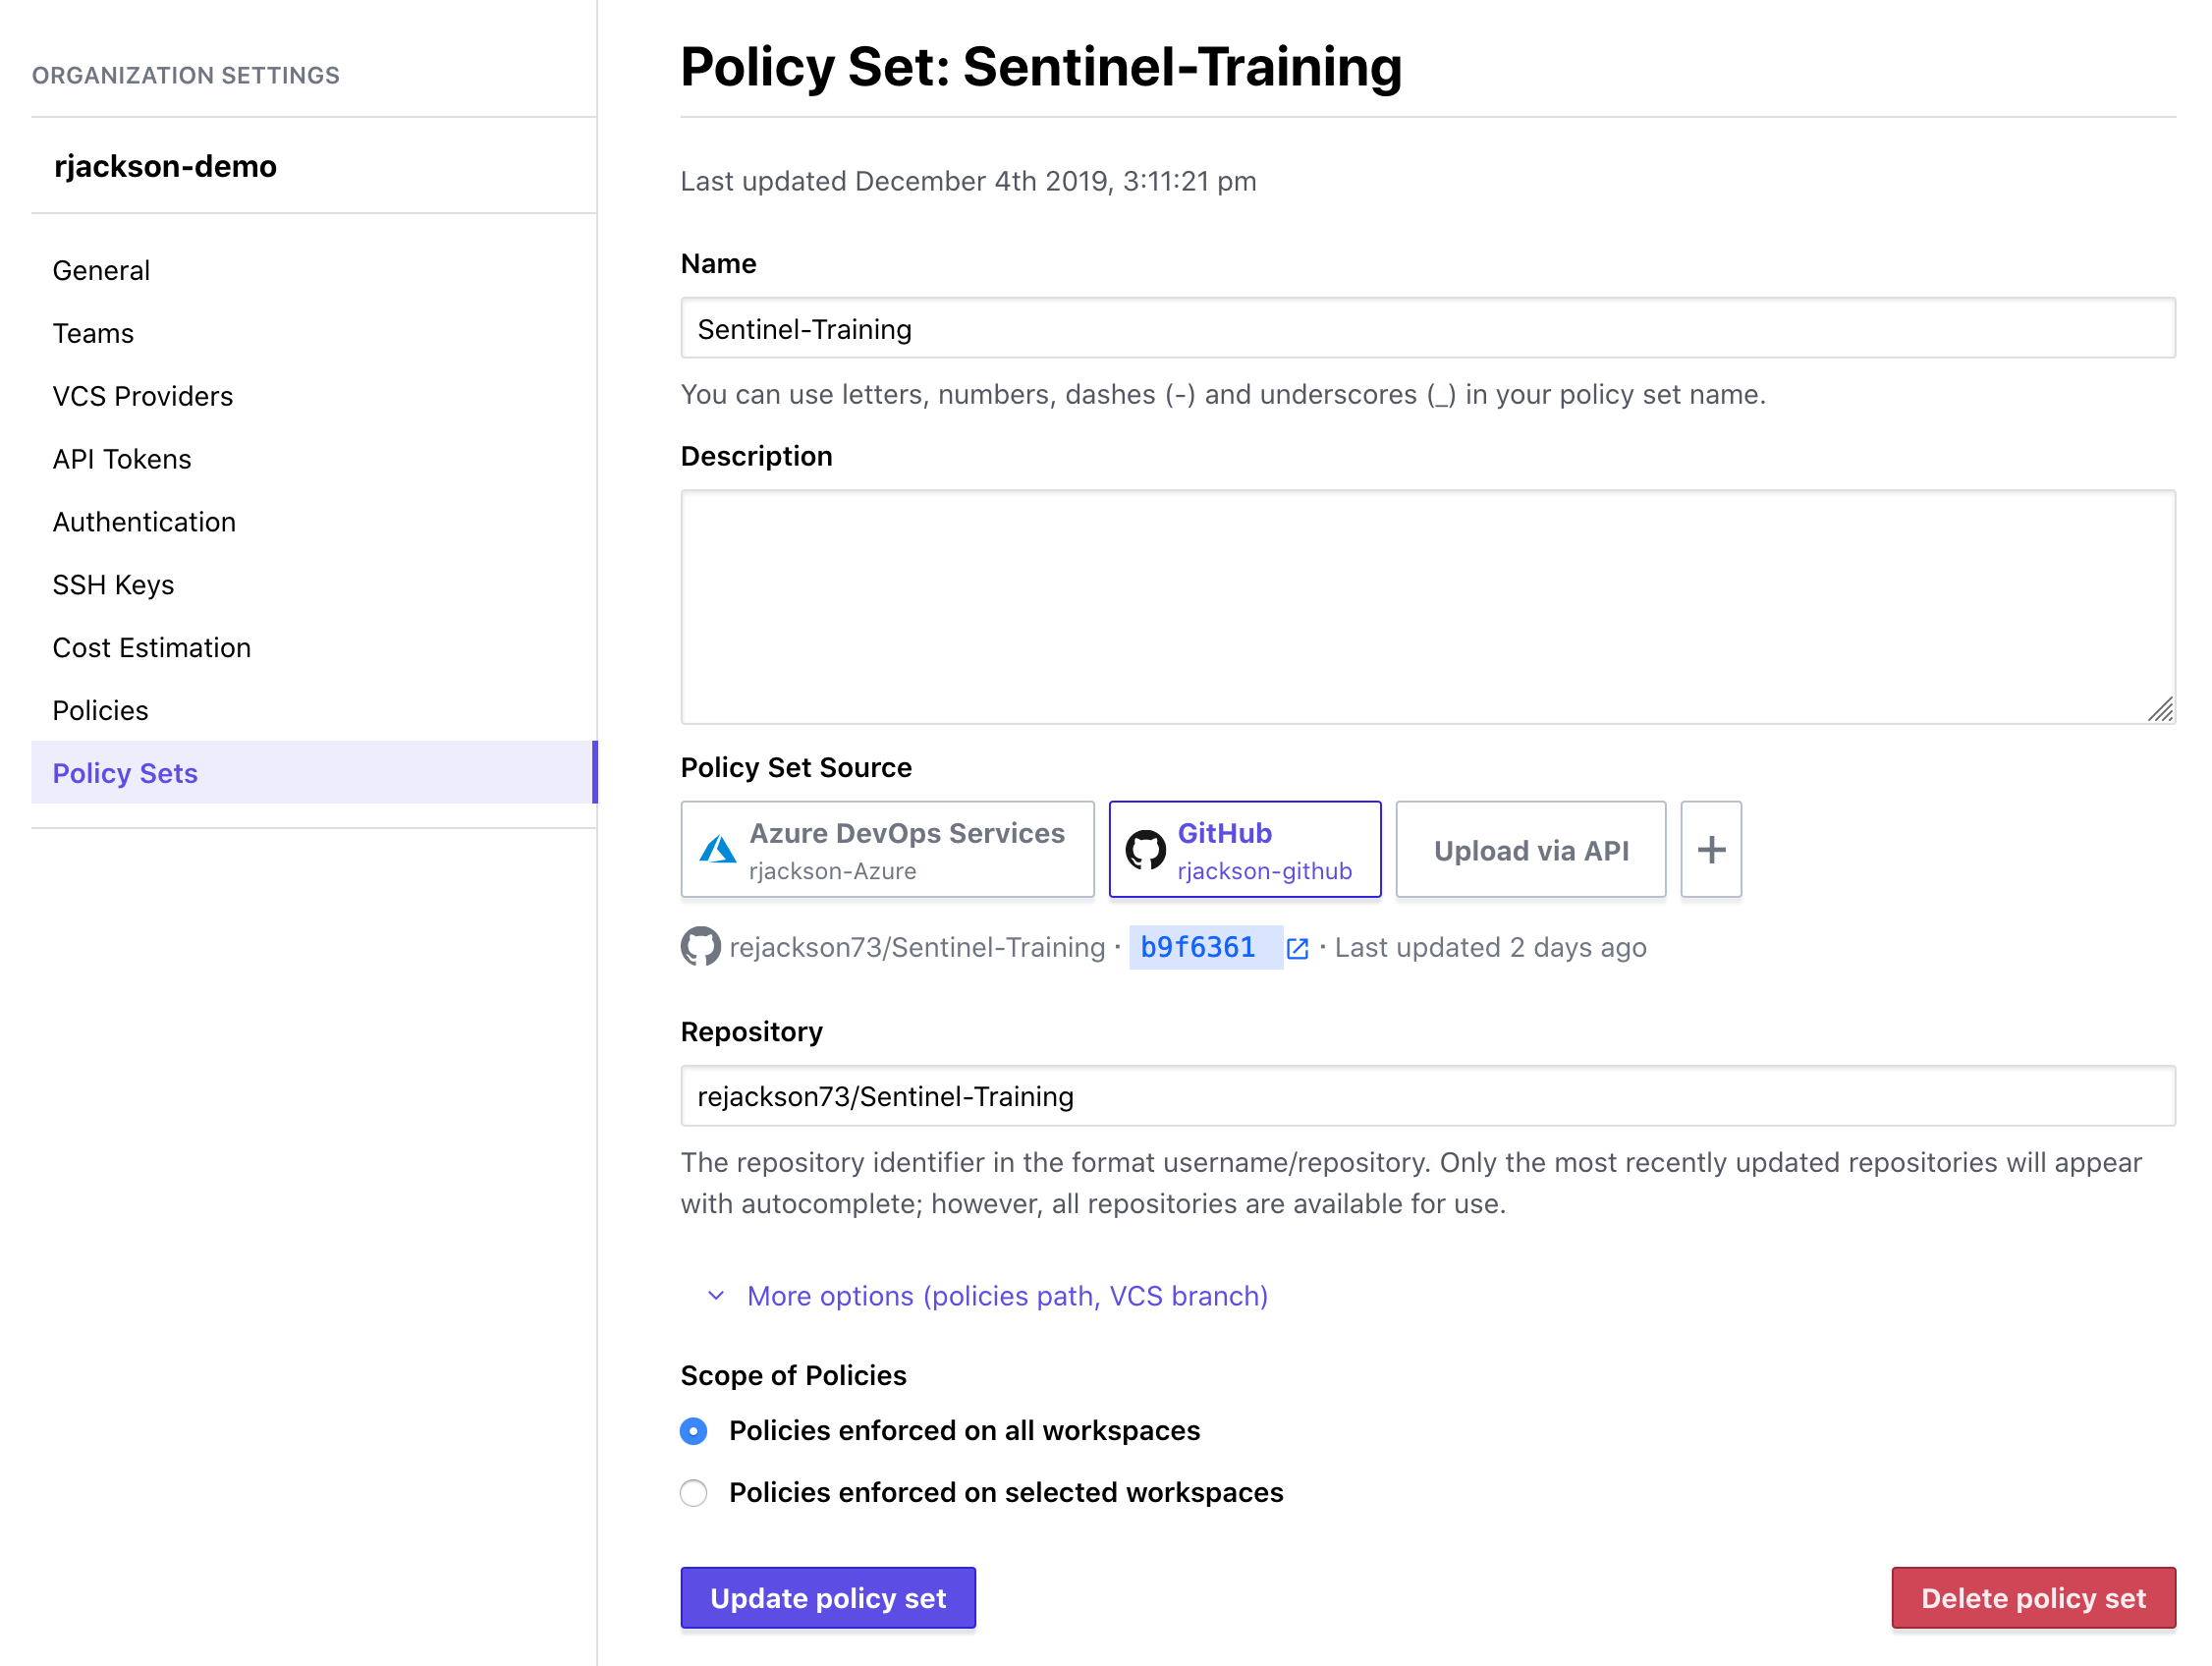 ORGANIZATION SETTINGS
rjackson-demo
General
Teams
VCS Providers
API Tokens
Authentication
SSH Keys
Cost Estimation
Policies
Policy Sets
Policy Set: Sentinel-Training
Last updated December 4th 2019, 3:11:21 pm
Name
Sentinel-Training
You can use letters, numbers, dashes (-) and underscores (_) in your policy set name.
Description
Policy Set Source
Azure DevOps Services
rjackson-Azure
GitHub
rjackson-github
Upload via API
+
rejackson73/Sentinel-Training · b9f6361 · Last updated 2 days ago
Repository
rejackson73/Sentinel-Training
The repository identifier in the format username/repository. Only the most recently updated repositories will appear
with autocomplete; however, all repositories are available for use.
More options (policies path, VCS branch)
Scope of Policies
Policies enforced on all workspaces
Policies enforced on selected workspaces
Update policy set
Delete policy set